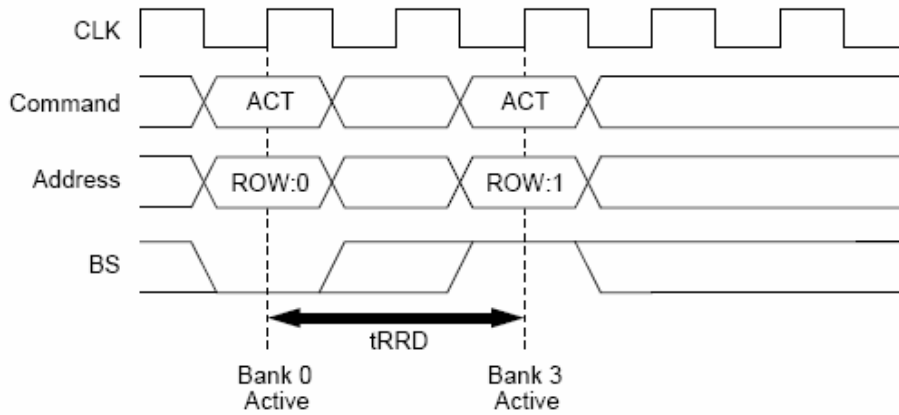 CLK
Command
ACT
ACT
Address
ROW:0
ROW:1
BS
tRRD
Bank 0
Active
Bank 3
Active